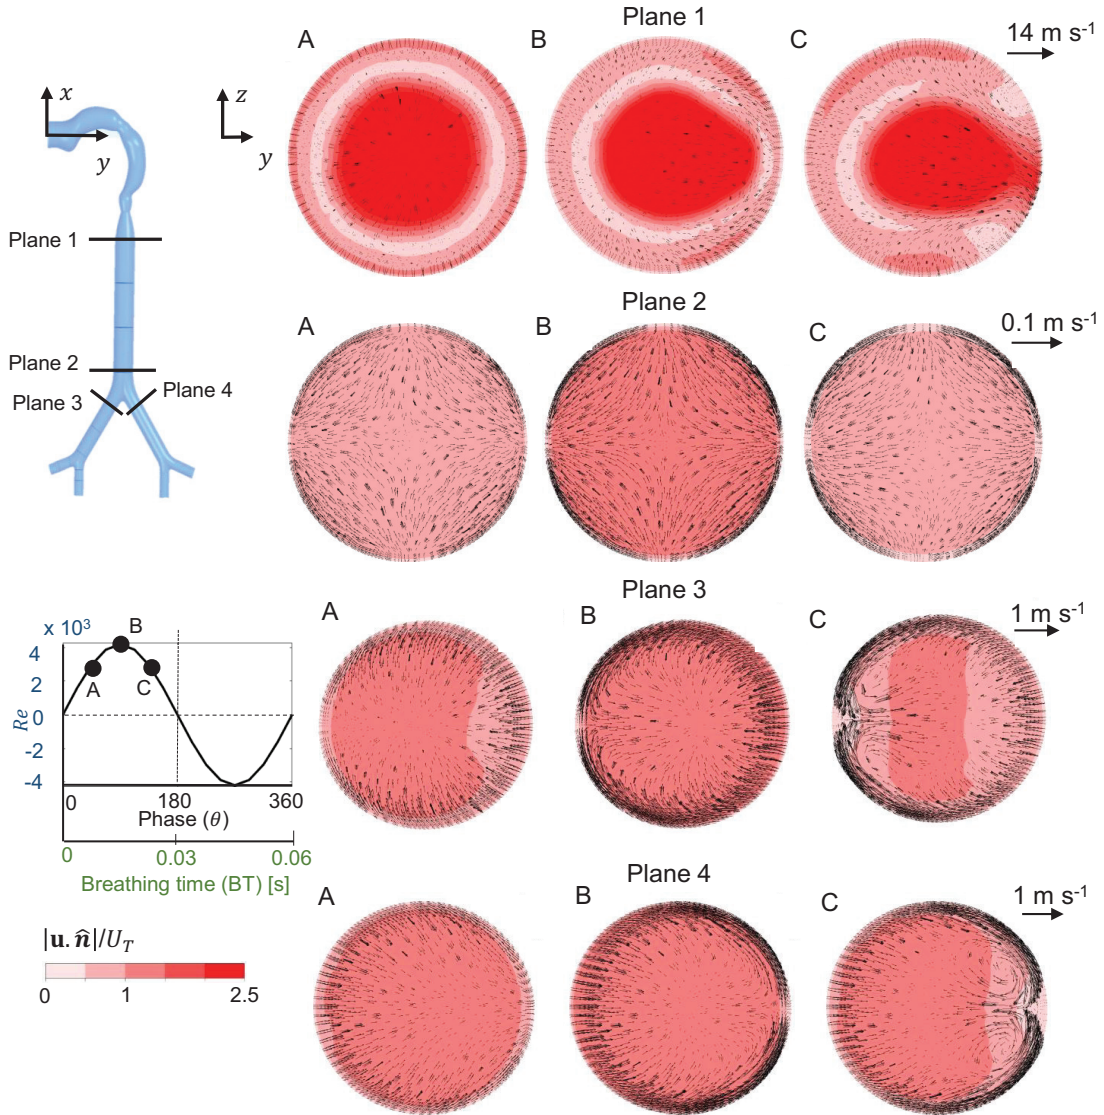 Plane 1
A
B
C
14 m s⁻¹
x
y
z
y
Plane 1
Plane 2
Plane 3
Plane 4
Plane 2
A
B
C
0.1 m s⁻¹
Plane 3
A
B
C
1 m s⁻¹
x 10³
4
2
0
-2
-4
Re
A
B
C
0
180
360
Phase (θ)
0
0.03
0.06
Breathing time (BT) [s]
Plane 4
A
B
C
1 m s⁻¹
|u.n̂|/U_T
0
1
2.5